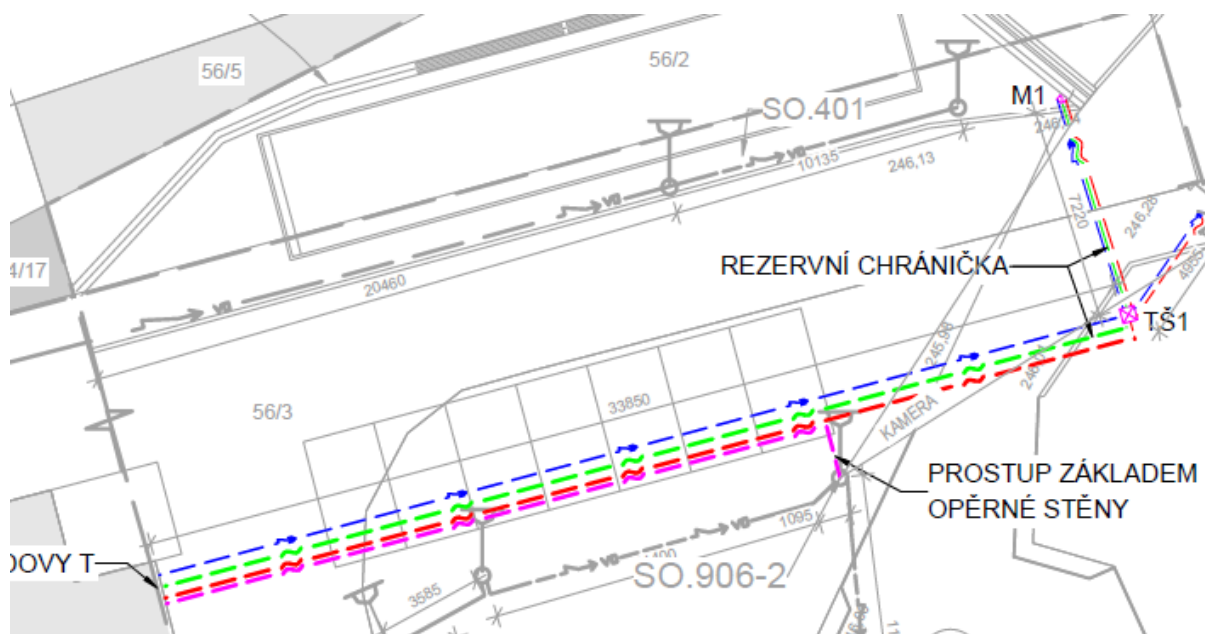 56/5
56/2
M1
SO.401
246,13
10135
7220
246,28
4/17
20460
REZERVNÍ CHRÁNIČKA
4955
TŠ1
245,98
56/3
33850
KAMERA
PROSTUP ZÁKLADEM
OPĚRNÉ STĚNY
1095
DOVY T
3585
SO.906-2